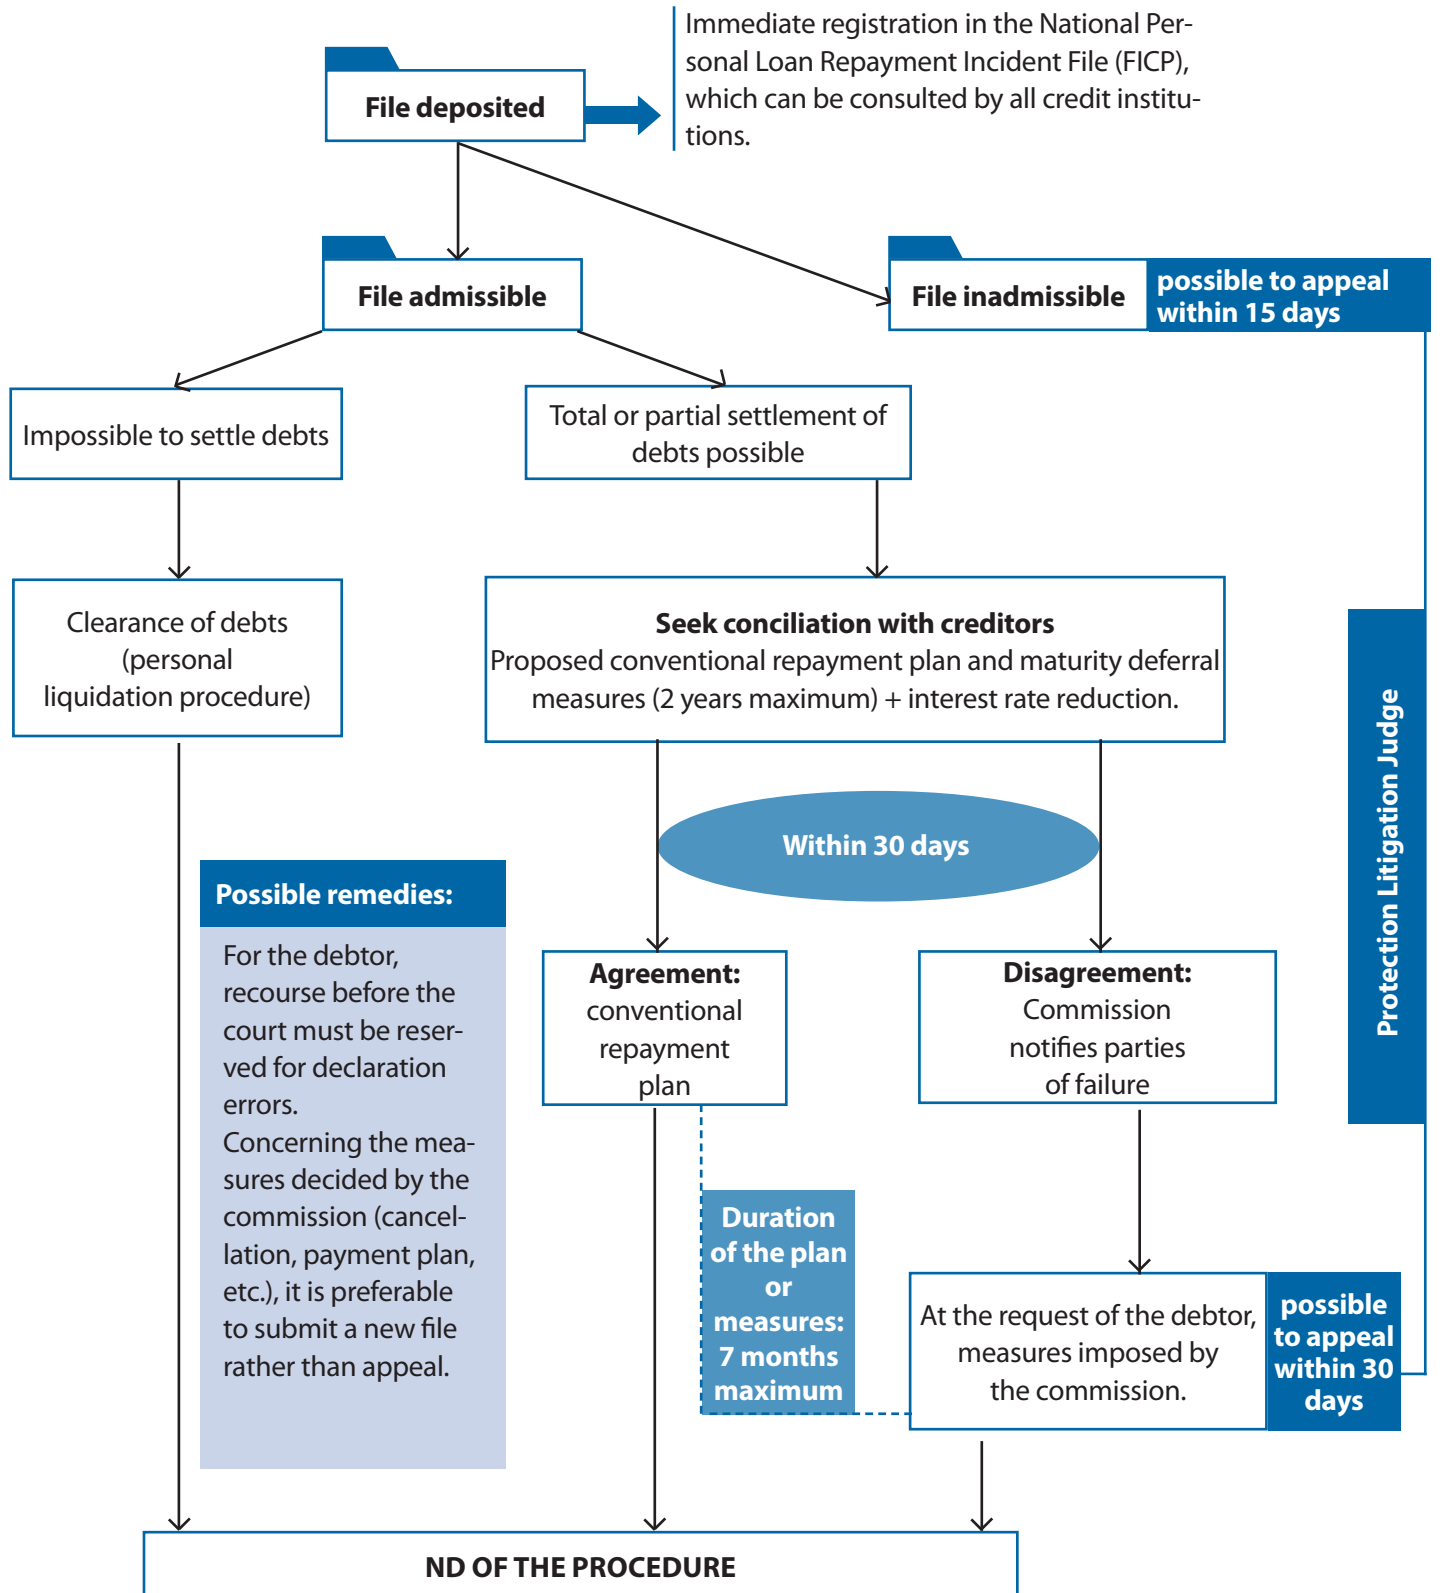 Immediate registration in the National Per-
sonal Loan Repayment Incident File (FICP),
which can be consulted by all credit institu-
tions.
File deposited
File admissible
File inadmissible
possible to appeal
within 15 days
Impossible to settle debts
Total or partial settlement of
debts possible
Clearance of debts
(personal
liquidation procedure)
Seek conciliation with creditors
Proposed conventional repayment plan and maturity deferral
measures (2 years maximum) + interest rate reduction.
Protection Litigation Judge
Within 30 days
Possible remedies:
For the debtor,
recourse before the
court must be reser-
ved for declaration
errors.
Concerning the mea-
sures decided by the
commission (cancel-
lation, payment plan,
etc.), it is preferable
to submit a new file
rather than appeal.
Agreement:
conventional
repayment
plan
Disagreement:
Commission
notifies parties
of failure
Duration
of the plan
or
measures:
7 months
maximum
At the request of the debtor,
measures imposed by
the commission.
possible
to appeal
within 30
days
ND OF THE PROCEDURE